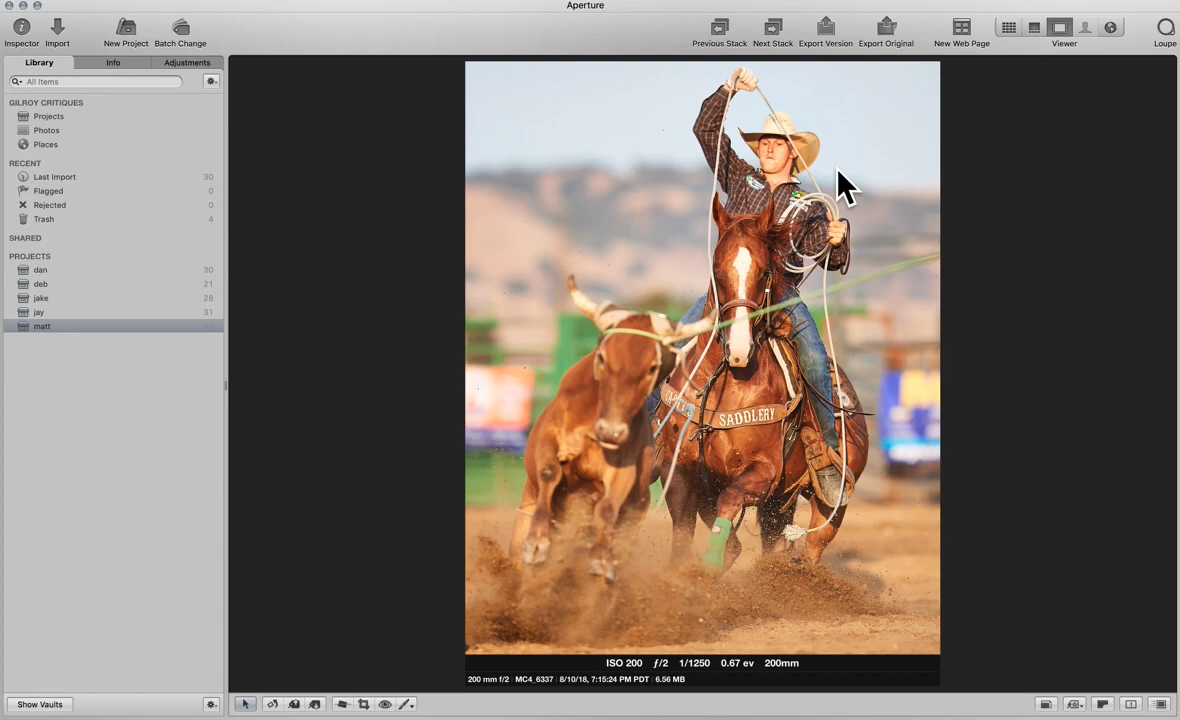 Aperture
Inspector
Import
New Project
Batch Change
Previous Stack
Next Stack
Export Version
Export Original
New Web Page
Viewer
Loupe
Library
Info
Adjustments
All Items
GILROY CRITIQUES
Projects
Photos
Places
RECENT
Last Import 30
Flagged 0
Rejected 0
Trash 4
SHARED
PROJECTS
dan 30
deb 21
jake 28
jay 31
matt
SADDLERY
ISO 200 ƒ/2 1/1250 0.67 ev 200mm
200 mm f/2 MC4_6337 8/10/18, 7:15:24 PM PDT 6.56 MB
Show Vaults